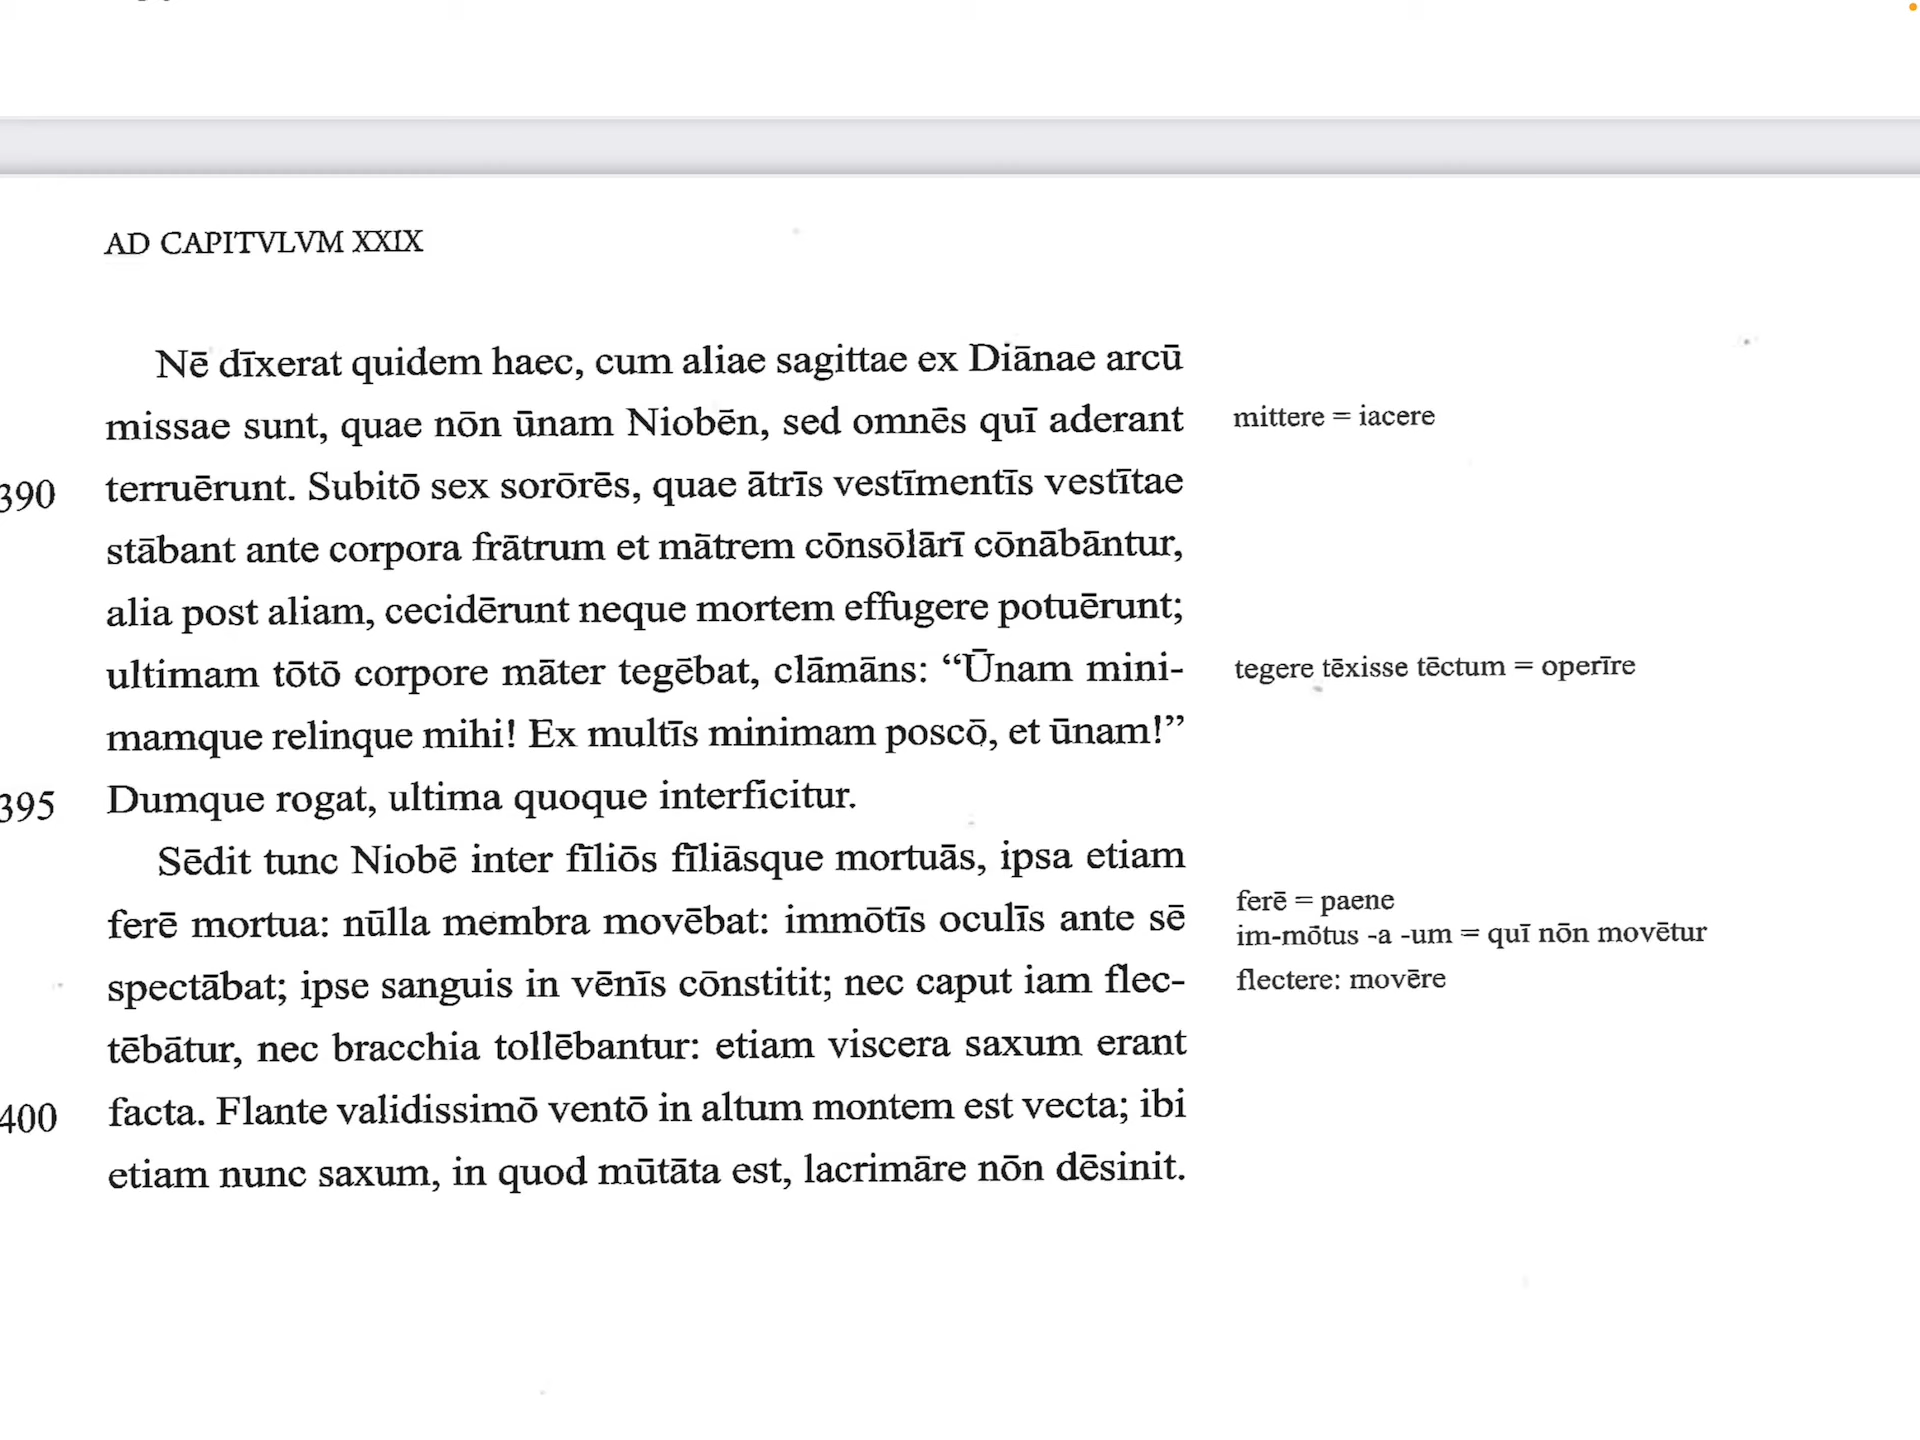 AD CAPITVLVM XXIX
Nē dīxerat quidem haec, cum aliae sagittae ex Diānae arcū
missae sunt, quae nōn ūnam Niobēn, sed omnēs quī aderant
mittere = iacere
390 terruērunt. Subitō sex sorōrēs, quae ātrīs vestīmentīs vestītae
stābant ante corpora frātrum et mātrem cōnsōlārī cōnābāntur,
alia post aliam, cecidērunt neque mortem effugere potuērunt;
ultimam tōtō corpore māter tegēbat, clāmāns: “Ūnam mini-
tegere tēxisse tēctum = operīre
mamque relinque mihi! Ex multīs minimam poscō, et ūnam!”
395 Dumque rogat, ultima quoque interficitur.
Sēdit tunc Niobē inter fīliōs fīliāsque mortuās, ipsa etiam
ferē mortua: nūlla membra movēbat: immōtīs oculīs ante sē
ferē = paene
im-mōtus -a -um = quī nōn movētur
spectābat; ipse sanguis in vēnīs cōnstitit; nec caput iam flec-
flectere: movēre
tēbātur, nec bracchia tollēbantur: etiam viscera saxum erant
400 facta. Flante validissimō ventō in altum montem est vecta; ibi
etiam nunc saxum, in quod mūtāta est, lacrimāre nōn dēsinit.